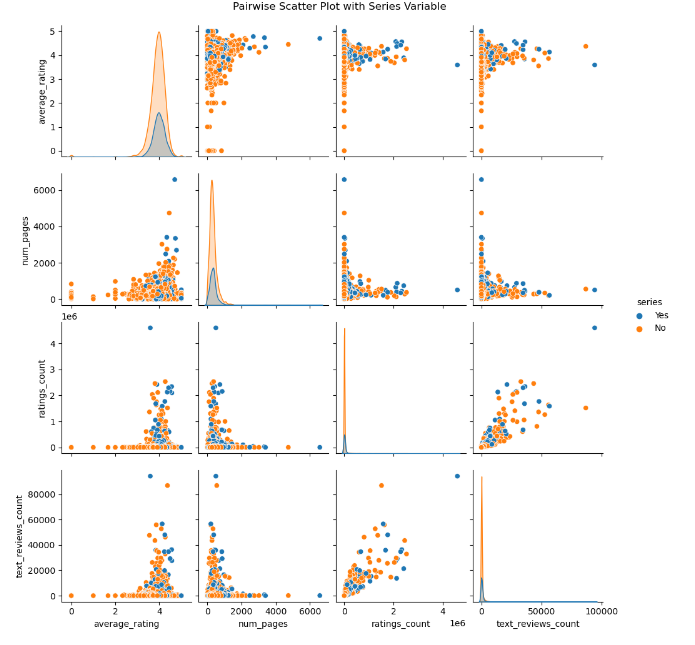 Pairwise Scatter Plot with Series Variable
average_rating
5
4
3
2
1
0
num_pages
6000
4000
2000
0
series
Yes
No
1e6
ratings_count
4
3
2
1
0
text_reviews_count
80000
60000
40000
20000
0
0 2 4
0 2000 4000 6000
0 2 4
0 50000 100000
average_rating num_pages ratings_count 1e6 text_reviews_count